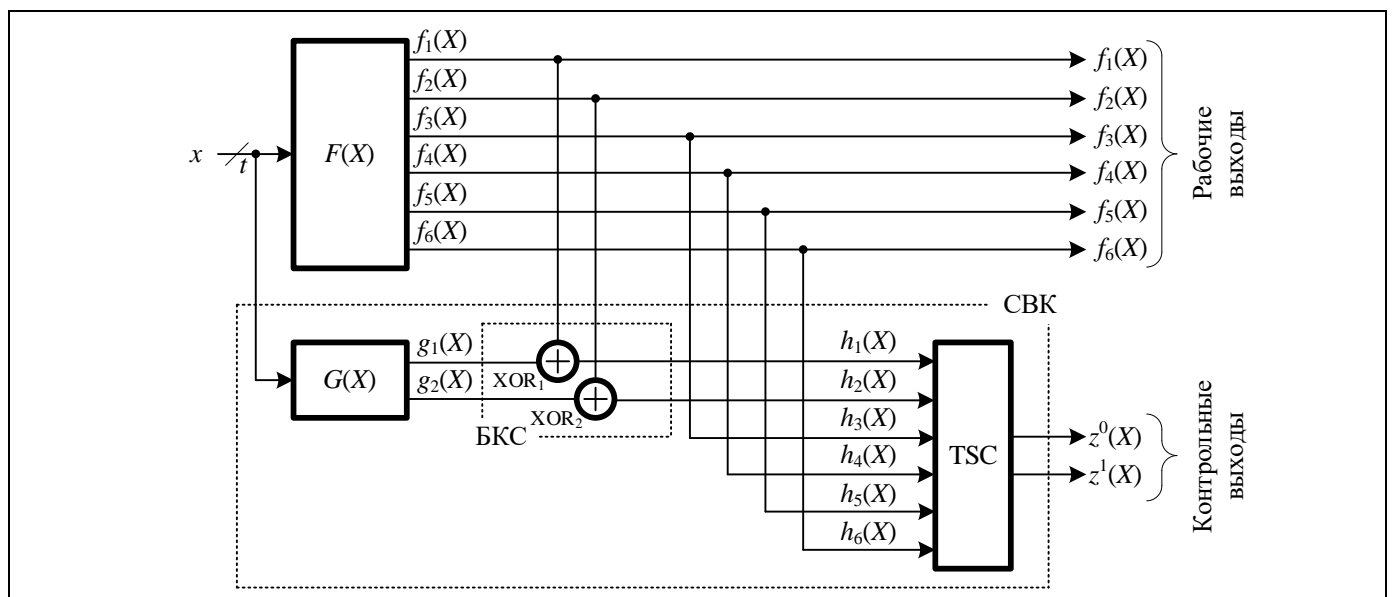 x
t
F(X)
f₁(X)
f₂(X)
f₃(X)
f₄(X)
f₅(X)
f₆(X)
f₁(X)
f₂(X)
f₃(X)
f₄(X)
f₅(X)
f₆(X)
Рабочие
выходы
СВК
G(X)
g₁(X)
g₂(X)
XOR₁
XOR₂
БКС
h₁(X)
h₂(X)
h₃(X)
h₄(X)
h₅(X)
h₆(X)
TSC
z⁰(X)
z¹(X)
Контрольные
выходы